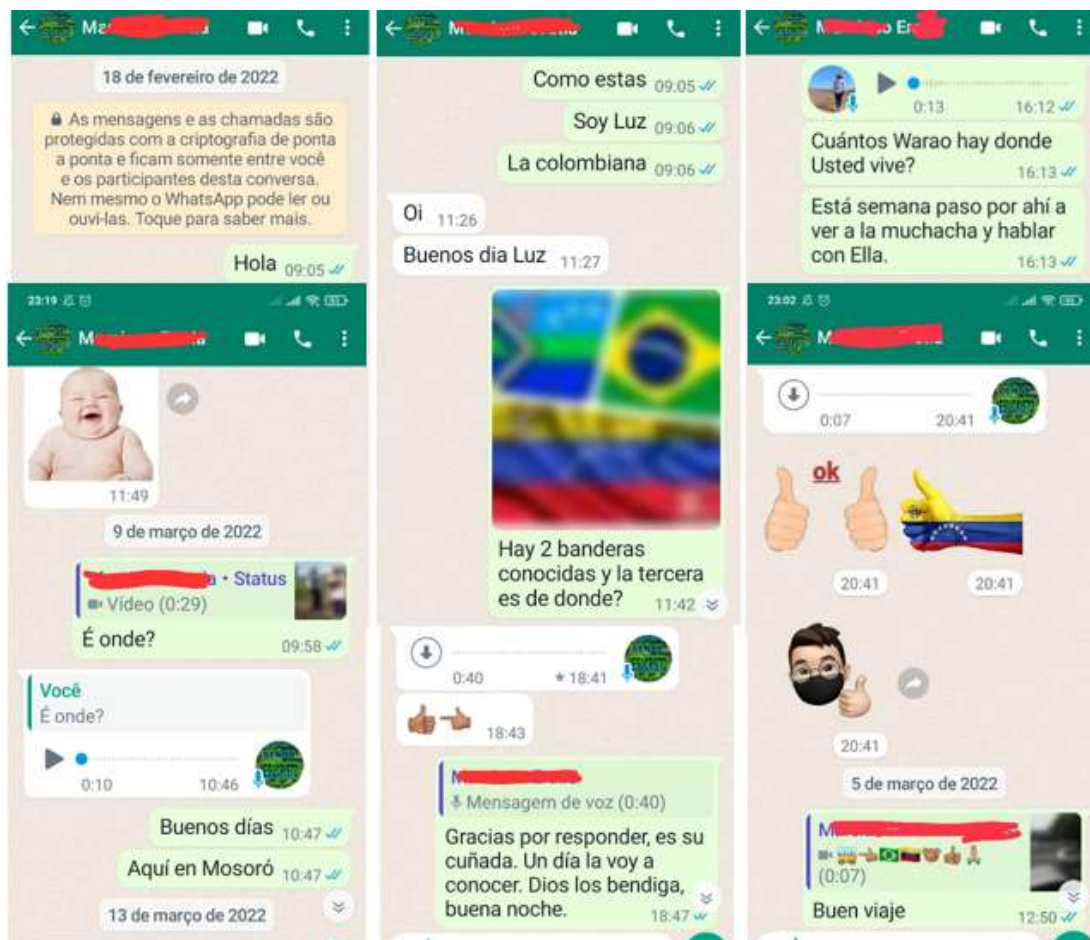 18 de fevereiro de 2022
As mensagens e as chamadas são
protegidas com a criptografia de ponta
a ponta e ficam somente entre você
e os participantes desta conversa.
Nem mesmo o WhatsApp pode ler ou
ouvi-las. Toque para saber mais.
Hola 09:05
23:19
11:49
9 de março de 2022
• Status
Vídeo (0:29)
É onde? 09:58
Você
É onde?
0:10 10:46
Buenos días 10:47
Aquí en Mosoró 10:47
13 de março de 2022
Como estas 09:05
Soy Luz 09:06
La colombiana 09:06
Oi 11:26
Buenos dia Luz 11:27
Hay 2 banderas
conocidas y la tercera
es de donde? 11:42
0:40 18:41
18:43
Mensagem de voz (0:40)
Gracias por responder, es su
cuñada. Un día la voy a
conocer. Dios los bendiga,
buena noche. 18:47
0:13 16:12
Cuántos Warao hay donde
Usted vive? 16:13
Está semana paso por ahí a
ver a la muchacha y hablar
con Ella. 16:13
23:02
0:07 20:41
ok
20:41 20:41
20:41
5 de março de 2022
(0:07)
Buen viaje 12:50